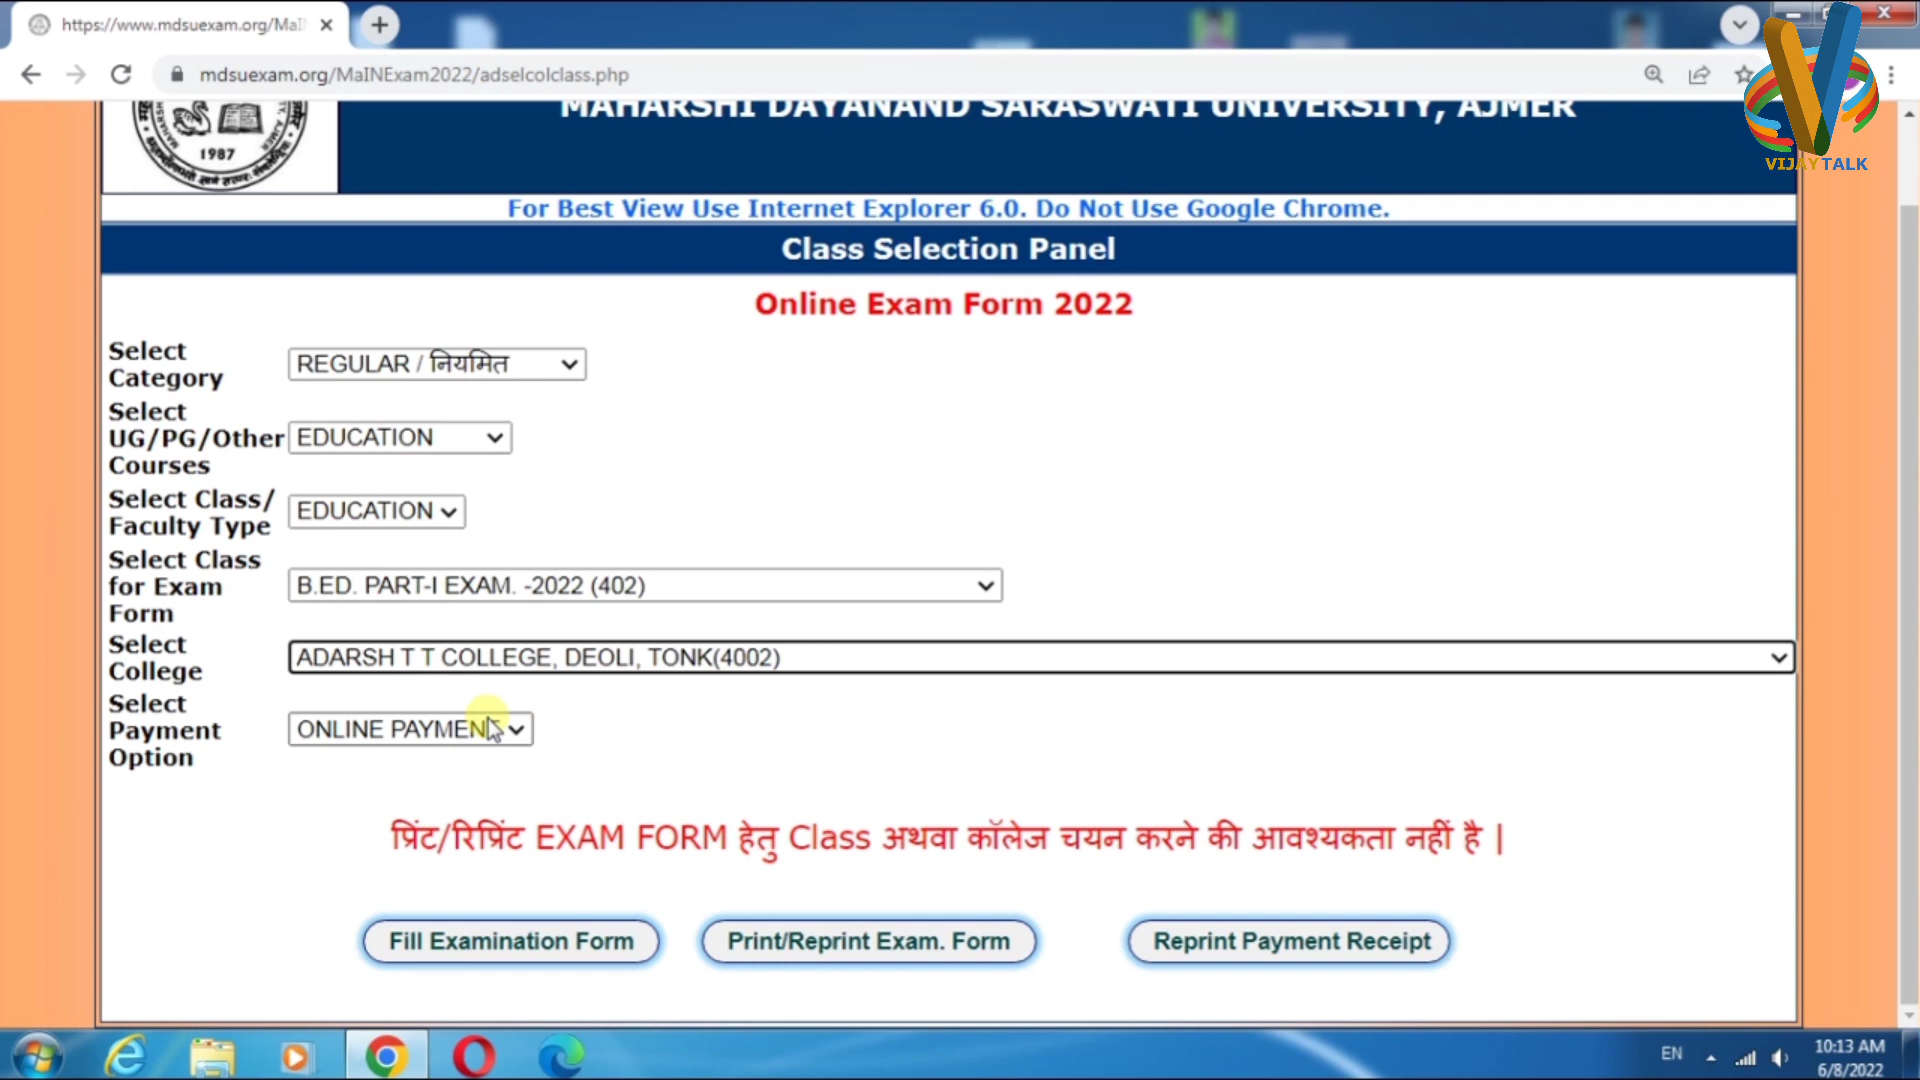 https://www.mdsuexam.org/Mai
mdsuexam.org/MaINExam2022/adselcolclass.php
VIJAYTALK
MAHARSHI DAYANAND SARASWATI UNIVERSITY, AJMER
1987
For Best View Use Internet Explorer 6.0. Do Not Use Google Chrome.
Class Selection Panel
Online Exam Form 2022
Select Category
REGULAR / नियमित
Select UG/PG/Other Courses
EDUCATION
Select Class/ Faculty Type
EDUCATION
Select Class for Exam Form
B.ED. PART-I EXAM. -2022 (402)
Select College
ADARSH T T COLLEGE, DEOLI, TONK(4002)
Select Payment Option
ONLINE PAYMENT
प्रिंट/रिप्रिंट EXAM FORM हेतु Class अथवा कॉलेज चयन करने की आवश्यकता नहीं है |
Fill Examination Form
Print/Reprint Exam. Form
Reprint Payment Receipt
EN
10:13 AM
6/8/2022